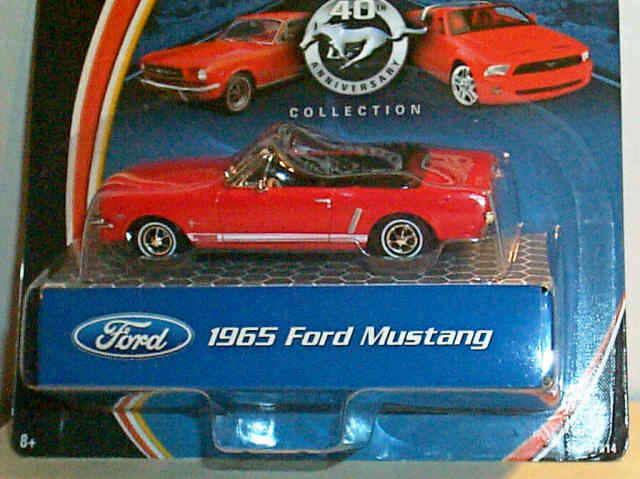 40TH
ANNIVERSARY
COLLECTION
Ford
1965 Ford Mustang
8+